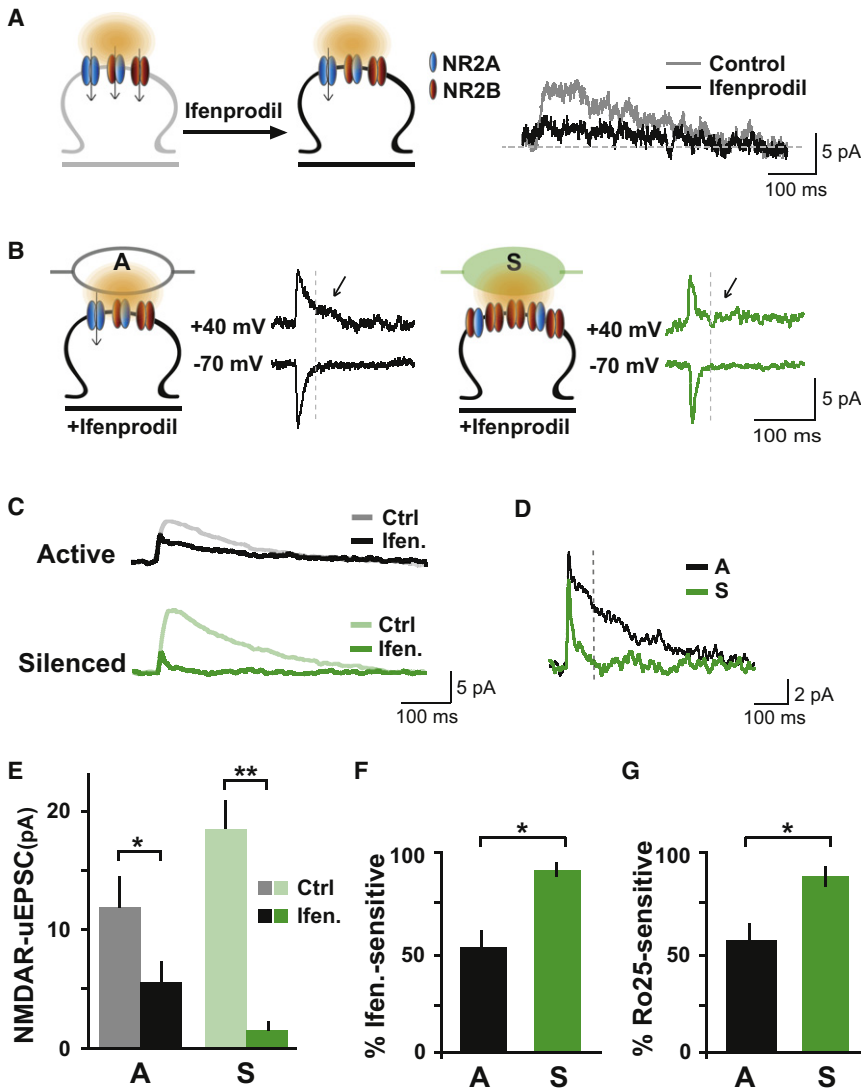 A
Ifenprodil
NR2A
NR2B
Control
Ifenprodil
5 pA
100 ms
B
A
+40 mV
-70 mV
+Ifenprodil
S
+40 mV
-70 mV
+Ifenprodil
5 pA
100 ms
C
Active
Ctrl
Ifen.
Silenced
Ctrl
Ifen.
5 pA
100 ms
D
A
S
2 pA
100 ms
E
NMDAR-uEPSC(pA)
20
10
0
*
**
Ctrl
Ifen.
A
S
F
% Ifen.-sensitive
100
50
0
*
A
S
G
% Ro25-sensitive
100
50
0
*
A
S